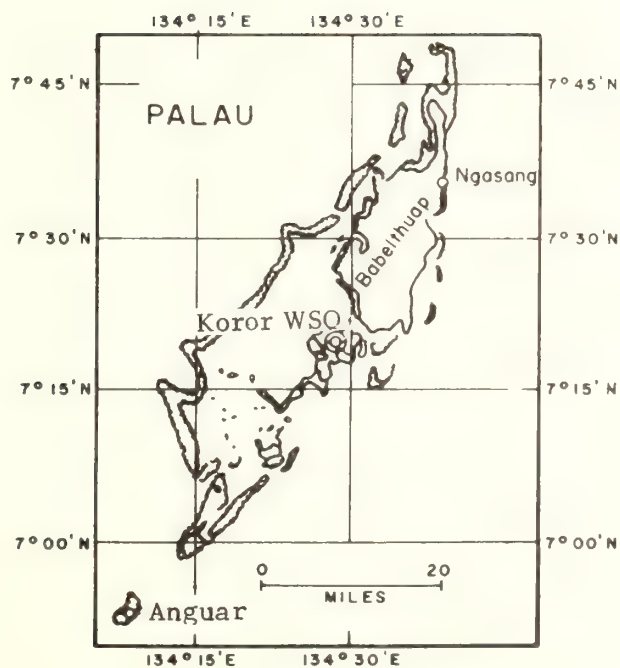 134° 15'E 134° 30'E
7° 45'N 7° 45'N
PALAU
Ngasang
7° 30'N 7° 30'N
Babelthuap
Koror WSO
7° 15'N 7° 15'N
7° 00'N 7° 00'N
0 20
MILES
Anguar
134° 15'E 134° 30'E